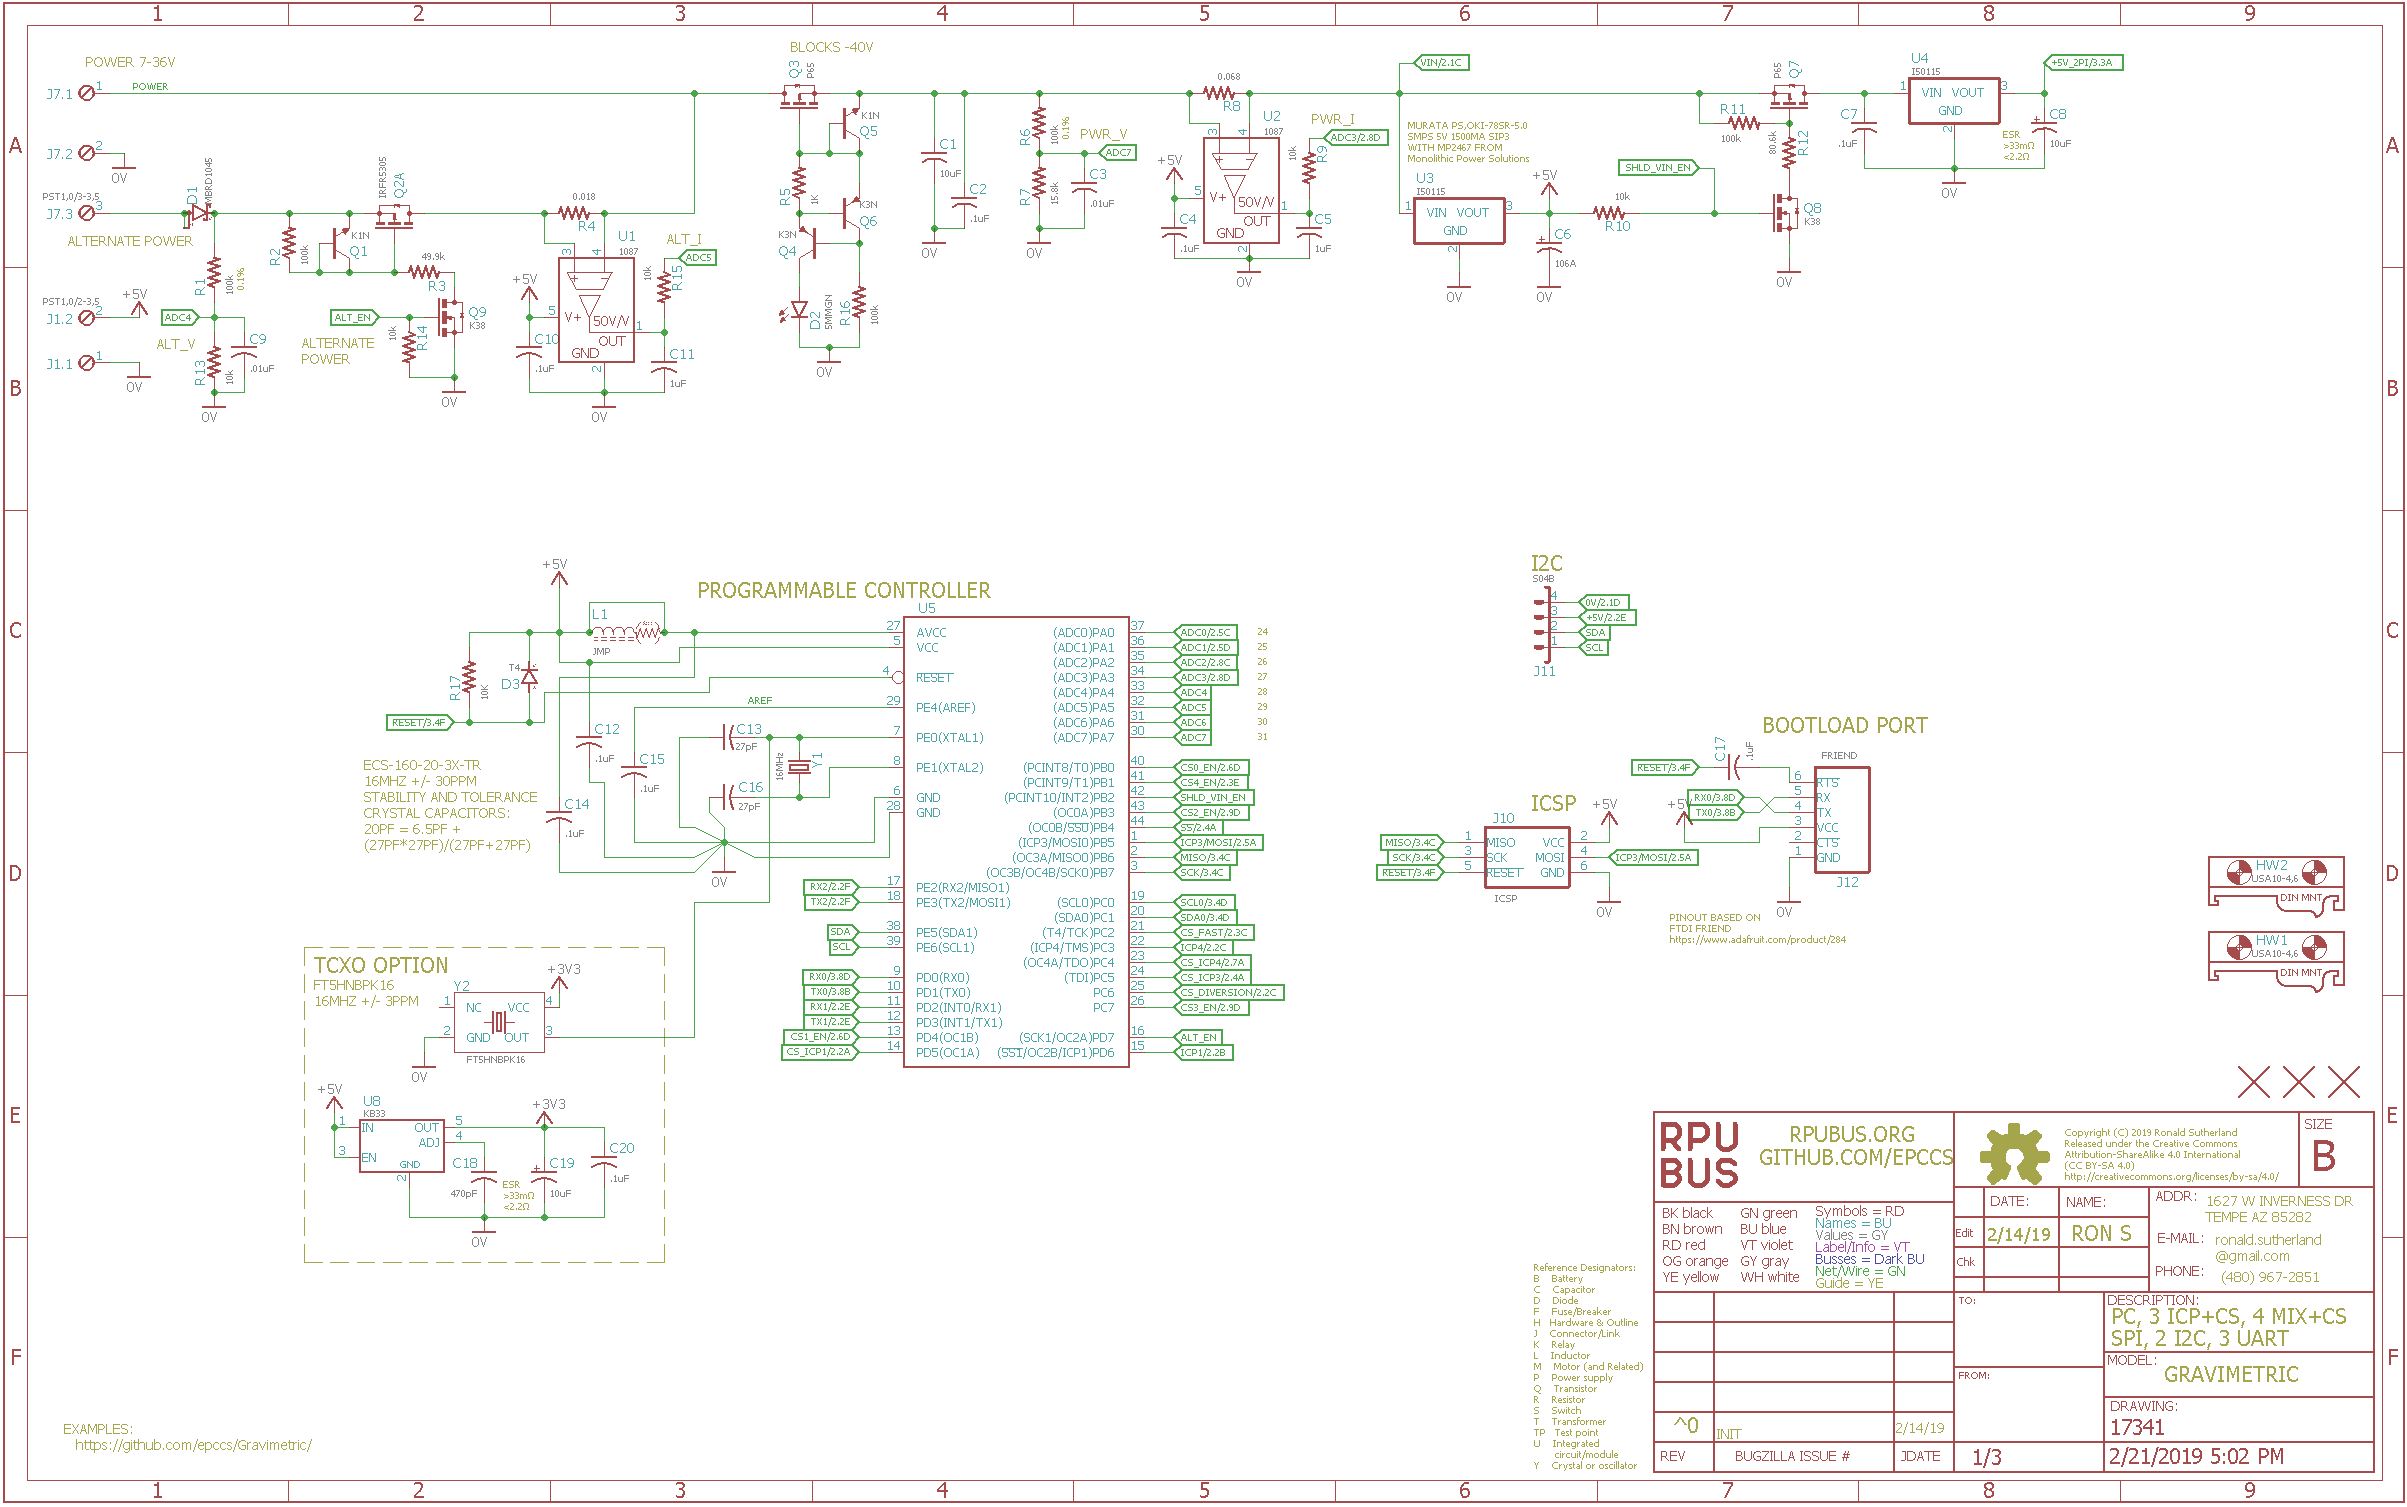 1 2 3 4 5 6 7 8 9
A
B
C
D
E
F
POWER 7-36V
J7.1 1 POWER
J7.2 2
0V
PST1,0/3-3,5
J7.3 3
ALTERNATE POWER
PST1,0/2-3,5
J1.2 2
+5V
J1.1 1
0V
D1
MBRD1045
R1
100k
0.1%
ADC4
ALT_V
R13
10k
C9
.01uF
0V
R2
100k
K1N
Q1
IRFR5305
Q2A
49.9k
R3
ALT_EN
ALTERNATE
POWER
10k
R14
Q9
K38
0V
0.018
R4
U1
1087
3 4
+5V
5
V+
50V/V
1
OUT
GND
2
C10
.1uF
ALT_I
ADC5
10k
R15
C11
1uF
0V
BLOCKS -40V
Q3
P65
K1N
Q5
R5
1K
K3N
Q6
K3N
Q4
D2
5MMGN
R16
100k
0V
C1
10uF
C2
.1uF
0V
R6
100k
0.1%
PWR_V
ADC7
R7
15.8k
C3
.01uF
0V
0.068
R8
U2
1087
3 4
+5V
5
V+
50V/V
1
OUT
GND
2
C4
.1uF
PWR_I
ADC3/2.8D
10k
R9
C5
1uF
0V
VIN/2.1C
MURATA PS,OKI-78SR-5.0
SMPS 5V 1500MA SIP3
WITH MP2467 FROM
Monolithic Power Solutions
U3
I50115
1 VIN VOUT 3
GND
2
0V
+5V
C6
106A
0V
10k
R10
SHLD_VIN_EN
R11
100k
P65
Q7
80.6k
R12
Q8
K38
0V
C7
.1uF
U4
I50115
1 VIN VOUT 3
GND
2
0V
+5V_2PI/3.3A
C8
10uF
ESR
>33mΩ
<2.2Ω
PROGRAMMABLE CONTROLLER
+5V
L1
JMP
R17
10K
T4
D3
RESET/3.4F
AREF
C12
.1uF
C15
.1uF
C14
.1uF
C13
27pF
C16
27pF
16MHz
Y1
0V
ECS-160-20-3X-TR
16MHZ +/- 30PPM
STABILITY AND TOLERANCE
CRYSTAL CAPACITORS:
20PF = 6.5PF +
(27PF*27PF)/(27PF+27PF)
U5
27 AVCC
5 VCC
4 RESET
29 PE4(AREF)
7 PE0(XTAL1)
8 PE1(XTAL2)
6 GND
28 GND
RX2/2.2F 17 PE2(RX2/MISO1)
TX2/2.2F 18 PE3(TX2/MOSI1)
SDA 38 PE5(SDA1)
SCL 39 PE6(SCL1)
RX0/3.8D 9 PD0(RX0)
TX0/3.8B 10 PD1(TX0)
RX1/2.2E 11 PD2(INT0/RX1)
TX1/2.2E 12 PD3(INT1/TX1)
CS1_EN/2.6D 13 PD4(OC1B)
CS_ICP1/2.2A 14 PD5(OC1A)
(ADC0)PA0 37 ADC0/2.5C 24
(ADC1)PA1 36 ADC1/2.5D 25
(ADC2)PA2 35 ADC2/2.8C 26
(ADC3)PA3 34 ADC3/2.8D 27
(ADC4)PA4 33 ADC4 28
(ADC5)PA5 32 ADC5 29
(ADC6)PA6 31 ADC6 30
(ADC7)PA7 30 ADC7 31
(PCINT8/T0)PB0 40 CS0_EN/2.6D
(PCINT9/T1)PB1 41 CS4_EN/2.3E
(PCINT10/INT2)PB2 42 SHLD_VIN_EN
(OC0A)PB3 43 CS2_EN/2.9D
(OC0B/SS0)PB4 44 SS/2.4A
(ICP3/MOSI0)PB5 1 ICP3/MOSI/2.5A
(OC3A/MISO0)PB6 2 MISO/3.4C
(OC3B/OC4B/SCK0)PB7 3 SCK/3.4C
(SCL0)PC0 19 SCL0/3.4D
(SDA0)PC1 20 SDA0/3.4D
(T4/TCK)PC2 21 CS_FAST/2.3C
(ICP4/TMS)PC3 22 ICP4/2.2C
(OC4A/TDO)PC4 23 CS_ICP4/2.7A
(TDI)PC5 24 CS_ICP3/2.4A
PC6 25 CS_DIVERSION/2.2C
PC7 26 CS3_EN/2.9D
(SCK1/OC2A)PD7 16 ALT_EN
(SS1/OC2B/ICP1)PD6 15 ICP1/2.2B
I2C
S04B
4 0V/2.1D
3 +5V/2.2E
2 SDA
1 SCL
J11
ICSP
J10
MISO/3.4C 1 MISO VCC 2 +5V
SCK/3.4C 3 SCK MOSI 4 ICP3/MOSI/2.5A
RESET/3.4F 5 RESET GND 6
ICSP
0V
BOOTLOAD PORT
C17
.1uF
FRIEND
RESET/3.4F 6 RTS
RX0/3.8D 5 RX
TX0/3.8B 4 TX
+5V 3 VCC
2 CTS
1 GND
J12
0V
PINOUT BASED ON
FTDI FRIEND
https://www.adafruit.com/product/284
HW2
USA10-4,6
DIN MNT
HW1
USA10-4,6
DIN MNT
TCXO OPTION
FT5HNBPK16
16MHZ +/- 3PPM
Y2
+3V3
1 NC VCC 4
2 GND OUT 3
FT5HNBPK16
0V
+5V
U8
KB33
1 IN OUT 5
ADJ 4
3 EN
GND
2
+3V3
C18
470pF
ESR
>33mΩ
<2.2Ω
C19
10uF
C20
.1uF
0V
EXAMPLES:
https://github.com/epccs/Gravimetric/
Reference Designators:
B Battery
C Capacitor
D Diode
F Fuse/Breaker
H Hardware & Outline
J Connector/Link
K Relay
L Inductor
M Motor (and Related)
P Power supply
Q Transistor
R Resistor
S Switch
T Transformer
TP Test point
U Integrated
circuit/module
Y Crystal or oscillator
RPU
BUS
RPUBUS.ORG
GITHUB.COM/EPCCS
Copyright (C) 2019 Ronald Sutherland
Released under the Creative Commons
Attribution-ShareAlike 4.0 International
(CC BY-SA 4.0)
http://creativecommons.org/licenses/by-sa/4.0/
SIZE
B
BK black GN green Symbols = RD
BN brown BU blue Names = BU
RD red VT violet Values = GY
OG orange GY gray Label/Info = VT
YE yellow WH white Busses = Dark BU
Net/Wire = GN
Guide = YE
DATE: NAME:
Edit 2/14/19 RON S
Chk
ADDR: 1627 W INVERNESS DR
TEMPE AZ 85282
E-MAIL: ronald.sutherland
@gmail.com
PHONE: (480) 967-2851
TO:
FROM:
DESCRIPTION:
PC, 3 ICP+CS, 4 MIX+CS
SPI, 2 I2C, 3 UART
MODEL:
GRAVIMETRIC
DRAWING:
17341
^0 INIT 2/14/19
REV BUGZILLA ISSUE # JDATE 1/3 2/21/2019 5:02 PM
A
B
C
D
E
F
1 2 3 4 5 6 7 8 9